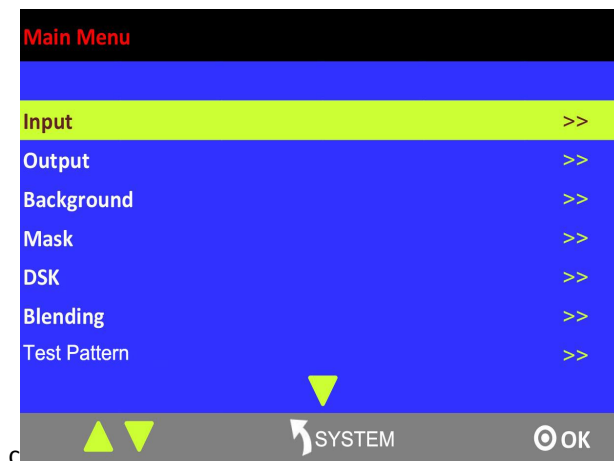 Main Menu
Input >>
Output >>
Background >>
Mask >>
DSK >>
Blending >>
Test Pattern >>
c SYSTEM OK